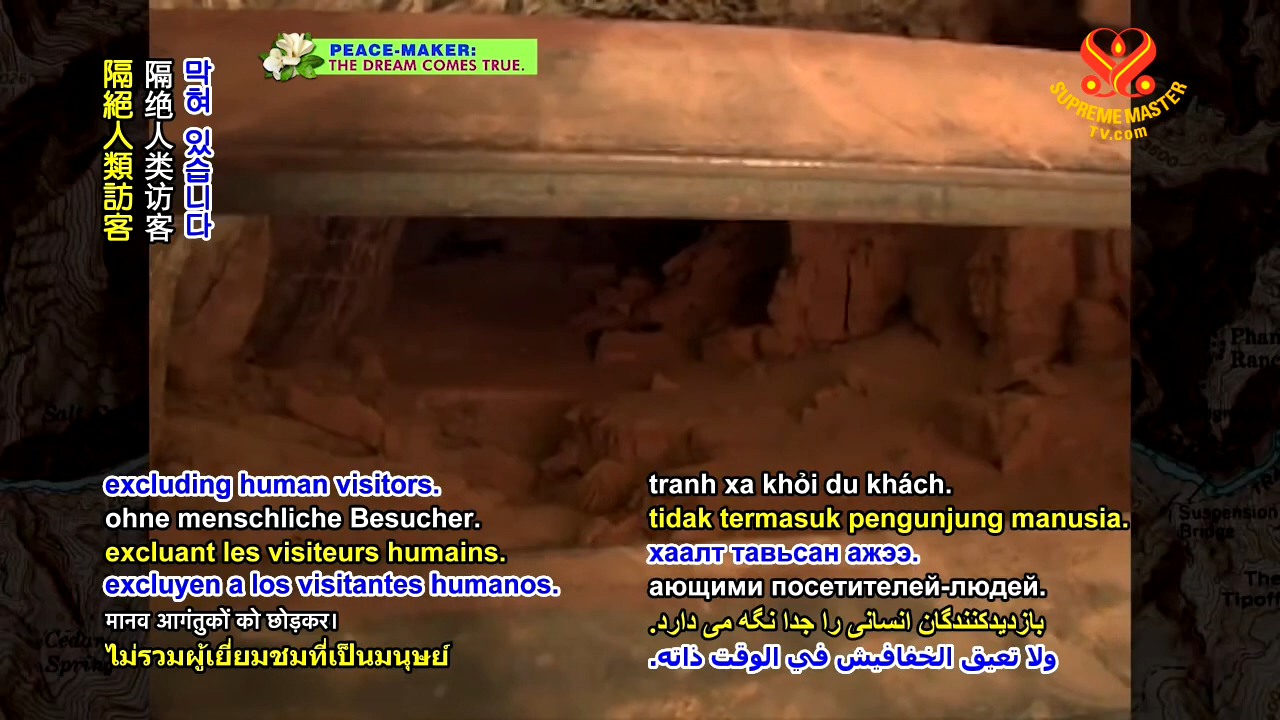 PEACE-MAKER:
THE DREAM COMES TRUE.
SUPREME MASTER
TV.com
막혀 있습니다
隔绝人类访客
隔絕人類訪客
excluding human visitors.
ohne menschliche Besucher.
excluant les visiteurs humains.
excluyen a los visitantes humanos.
मानव आगंतुकों को छोड़कर।
ไม่รวมผู้เยี่ยมชมที่เป็นมนุษย์
tranh xa khỏi du khách.
tidak termasuk pengunjung manusia.
хаалт тавьсан ажээ.
ающими посетителей-людей.
بازدیدکنندگان انسانی را جدا نگه می دارد.
ولا تعيق الخفافيش في الوقت ذاته.
Suspension
Bridge